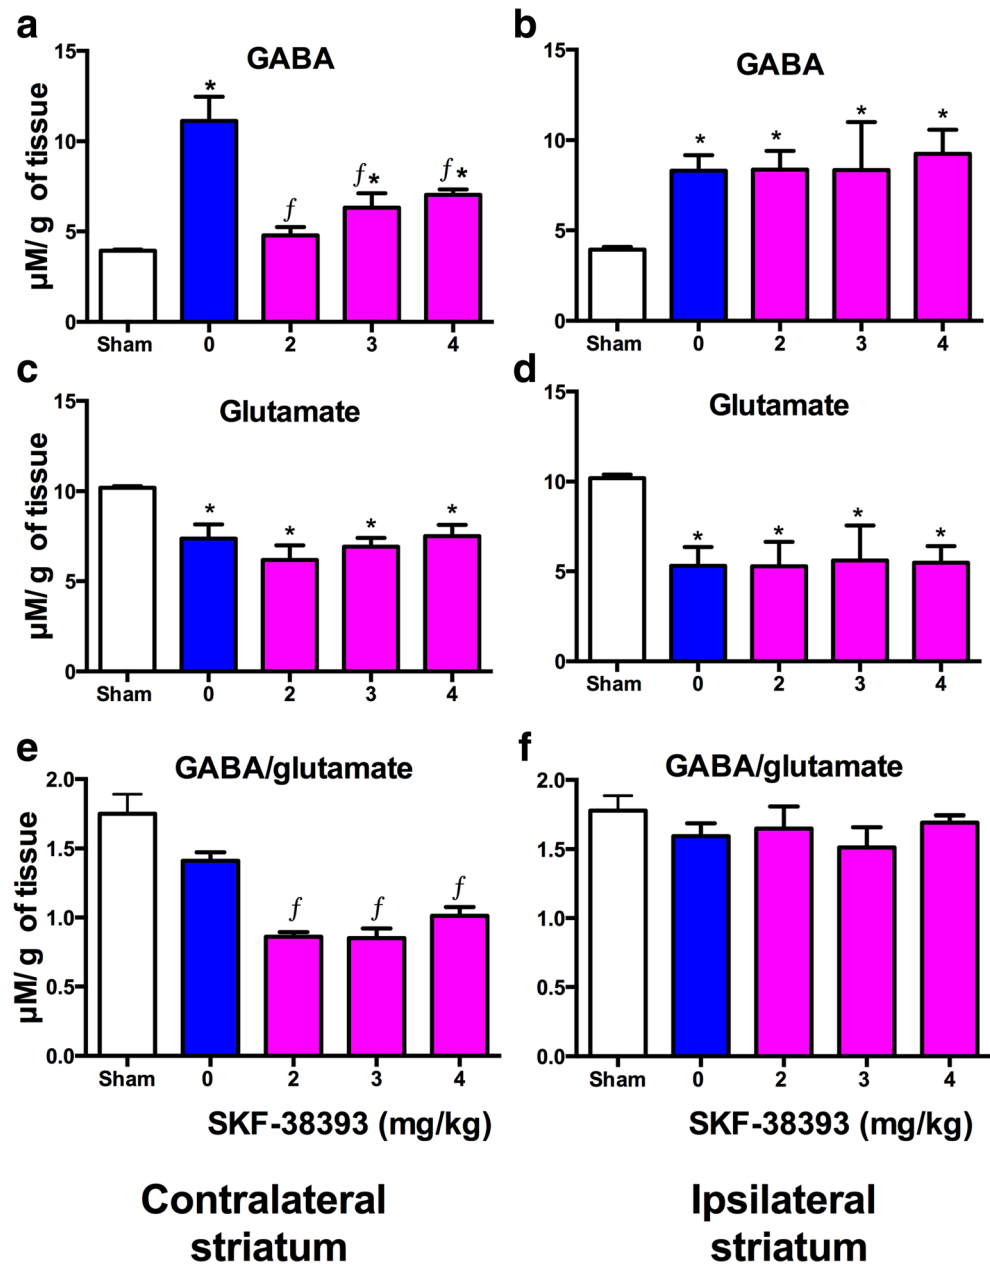 a
GABA
15
10
5
0
µM/ g of tissue
*
ƒ
ƒ*
ƒ*
Sham 0 2 3 4
b
GABA
15
10
5
0
* * * *
Sham 0 2 3 4
c
Glutamate
15
10
5
0
µM/ g of tissue
* * * *
Sham 0 2 3 4
d
Glutamate
15
10
5
0
* * * *
Sham 0 2 3 4
e
GABA/glutamate
2.0
1.5
1.0
0.5
0.0
µM/ g of tissue
ƒ ƒ ƒ
Sham 0 2 3 4
SKF-38393 (mg/kg)
Contralateral
striatum
f
GABA/glutamate
2.0
1.5
1.0
0.5
0.0
Sham 0 2 3 4
SKF-38393 (mg/kg)
Ipsilateral
striatum